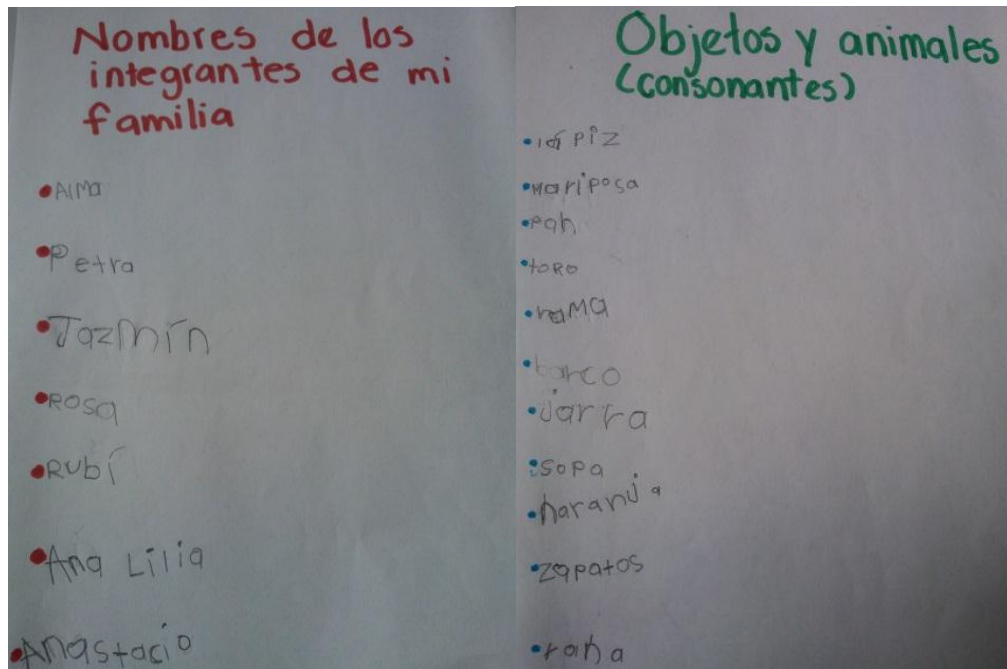 Nombres de los
integrantes de mi
familia
Alma
Petra
Jazmín
Rosa
Rubí
Ana Lilia
Anastacio
Objetos y animales
(consonantes)
lápiz
mariposa
pan
toRo
raMa
barco
jarra
sopa
naranja
zapatos
rana